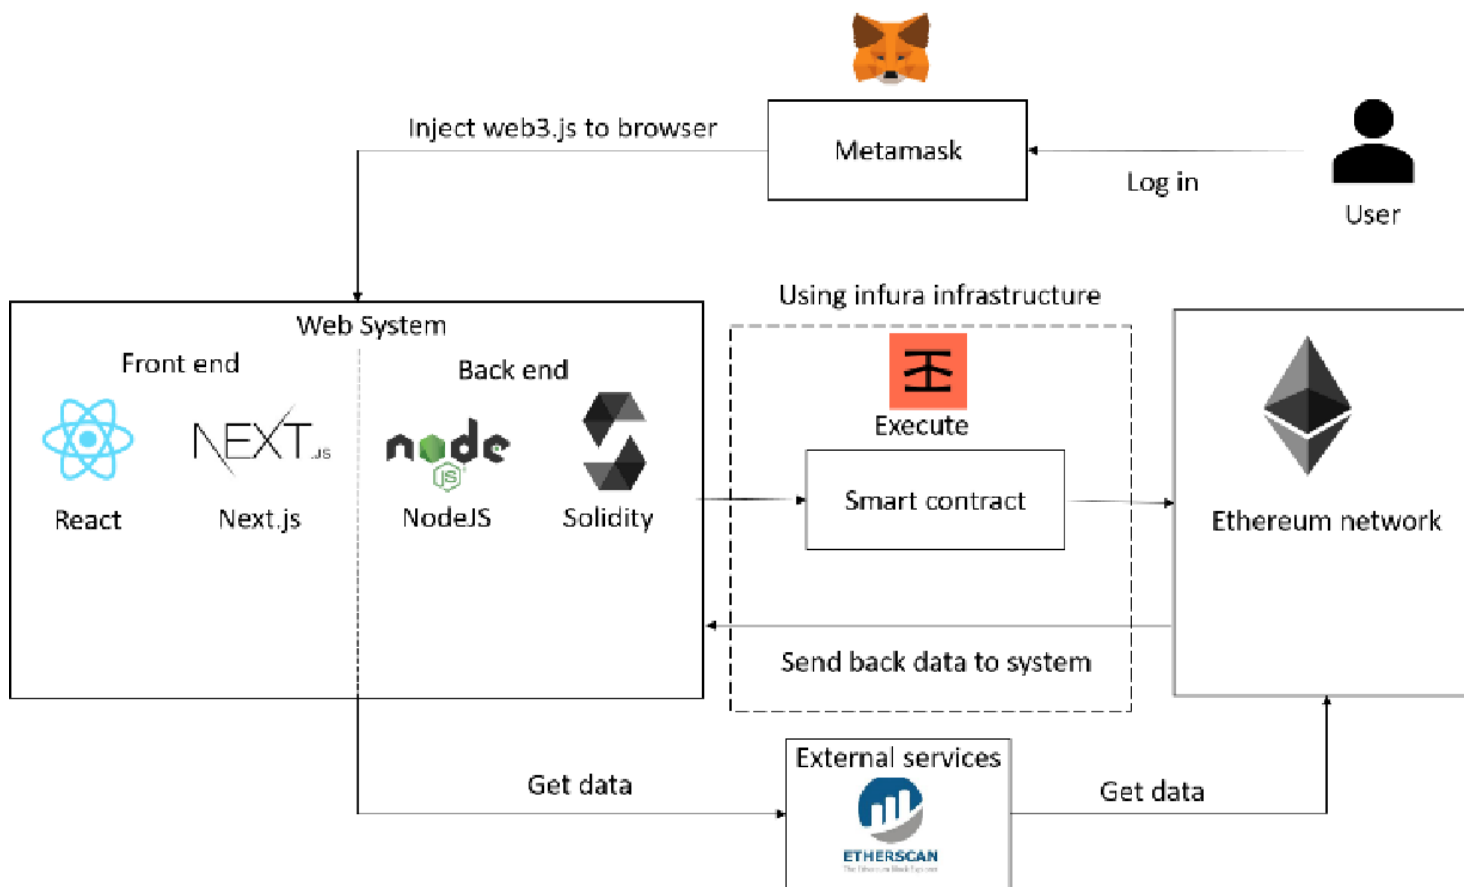 Inject web3.js to browser
Metamask
Log in
User
Using infura infrastructure
Web System
Front end
Back end
NEXT.JS
node
JS
Execute
React
Next.js
NodeJS
Solidity
Smart contract
Ethereum network
Send back data to system
Get data
External services
Get data
ETHERSCAN